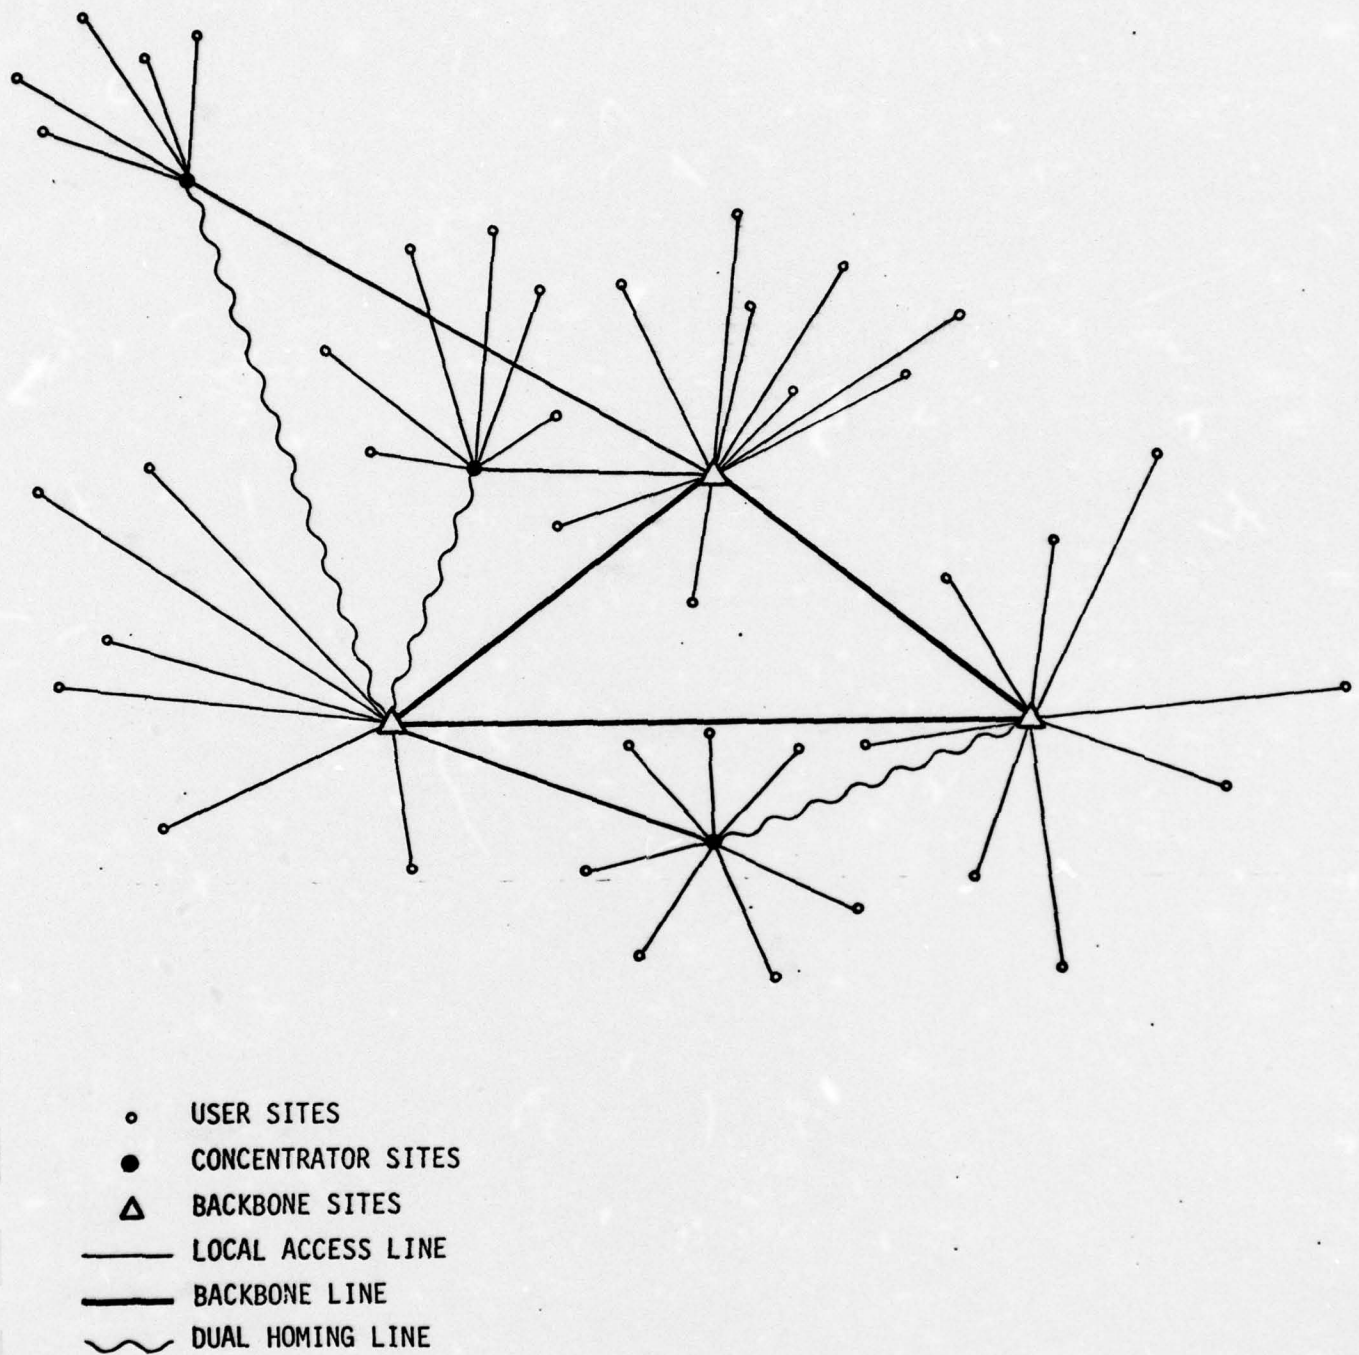 USER SITES
CONCENTRATOR SITES
BACKBONE SITES
LOCAL ACCESS LINE
BACKBONE LINE
DUAL HOMING LINE